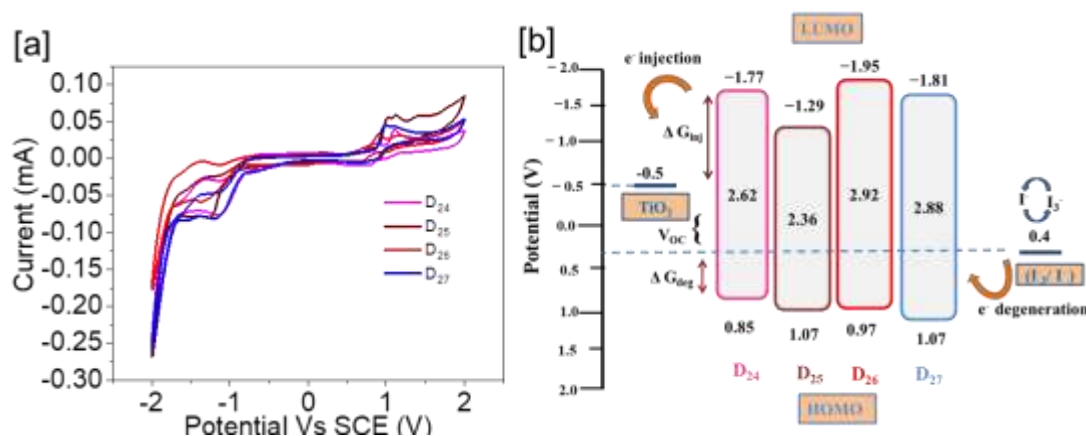 [a]
0.10
0.05
0.00
-0.05
-0.10
-0.15
-0.20
-0.25
-0.30
Current (mA)
-2 -1 0 1 2
Potential Vs SCE (V)
D24
D25
D26
D27
[b]
LUMO
e- injection
Potential (V)
−2.0
−1.5
−1.0
−0.5
0.0
0.5
1.0
1.5
2.0
−1.77
−1.29
−1.95
−1.81
Δ Ginj
-0.5
TiO2
VOC
Δ Gdeg
2.62
2.36
2.92
2.88
I- I3-
0.4
(I3-/ I-)
e- degeneration
0.85
1.07
0.97
1.07
D24
D25
D26
D27
HOMO